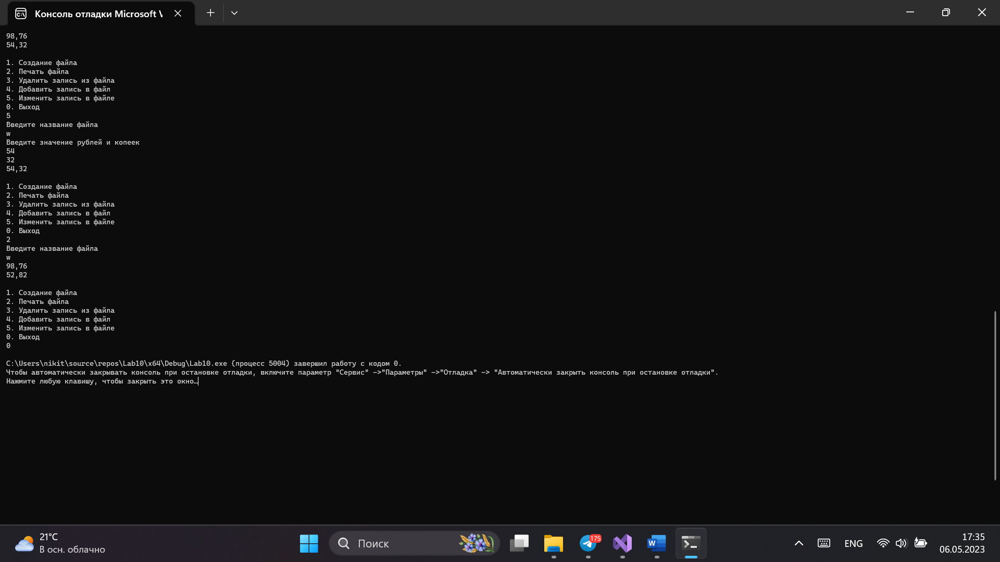 Консоль отладки Microsoft V
98,76
54,32
1. Создание файла
2. Печать файла
3. Удалить запись из файла
4. Добавить запись в файл
5. Изменить запись в файле
0. Выход
5
Введите название файла
w
Введите значение рублей и копеек
54
32
54,32
1. Создание файла
2. Печать файла
3. Удалить запись из файла
4. Добавить запись в файл
5. Изменить запись в файле
0. Выход
2
Введите название файла
w
98,76
52,82
1. Создание файла
2. Печать файла
3. Удалить запись из файла
4. Добавить запись в файл
5. Изменить запись в файле
0. Выход
0
C:\Users\nikit\source\repos\Lab10\x64\Debug\Lab10.exe (процесс 5004) завершил работу с кодом 0.
Чтобы автоматически закрывать консоль при остановке отладки, включите параметр "Сервис" ->"Параметры" ->"Отладка" -> "Автоматически закрыть консоль при остановке отладки".
Нажмите любую клавишу, чтобы закрыть это окно…
21°C
В осн. облачно
Поиск
175
W
ENG
17:35
06.05.2023